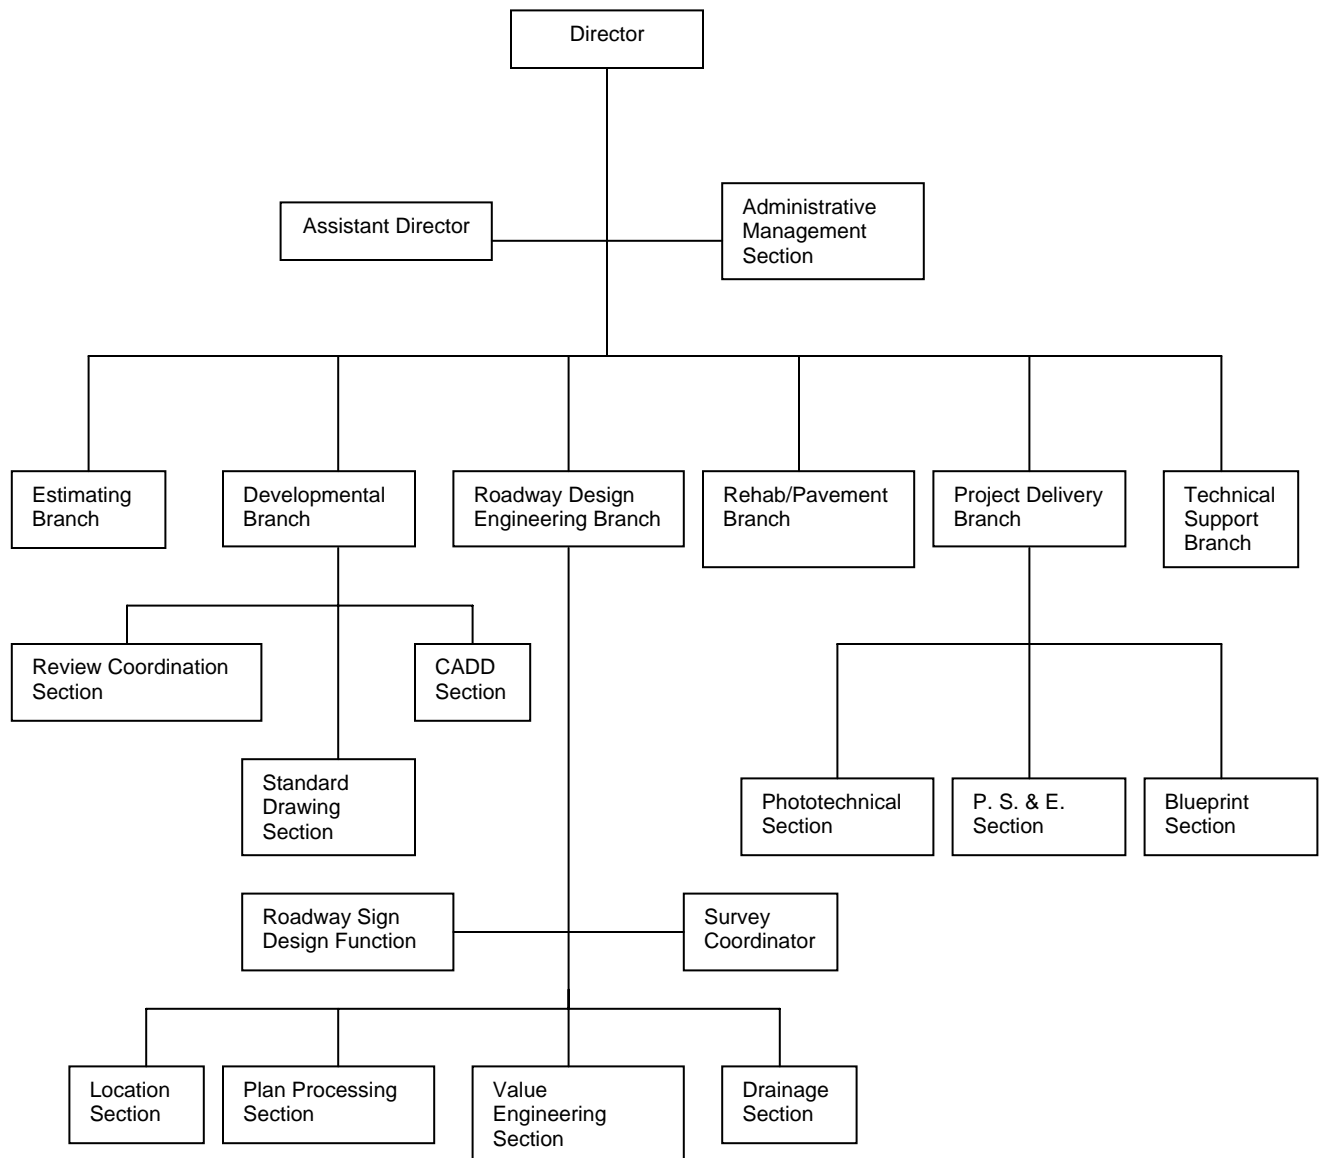 Director
Assistant Director
Administrative
Management
Section
Estimating
Branch
Developmental
Branch
Roadway Design
Engineering Branch
Rehab/Pavement
Branch
Project Delivery
Branch
Technical
Support
Branch
Review Coordination
Section
CADD
Section
Standard
Drawing
Section
Phototechnical
Section
P. S. & E.
Section
Blueprint
Section
Roadway Sign
Design Function
Survey
Coordinator
Location
Section
Plan Processing
Section
Value
Engineering
Section
Drainage
Section